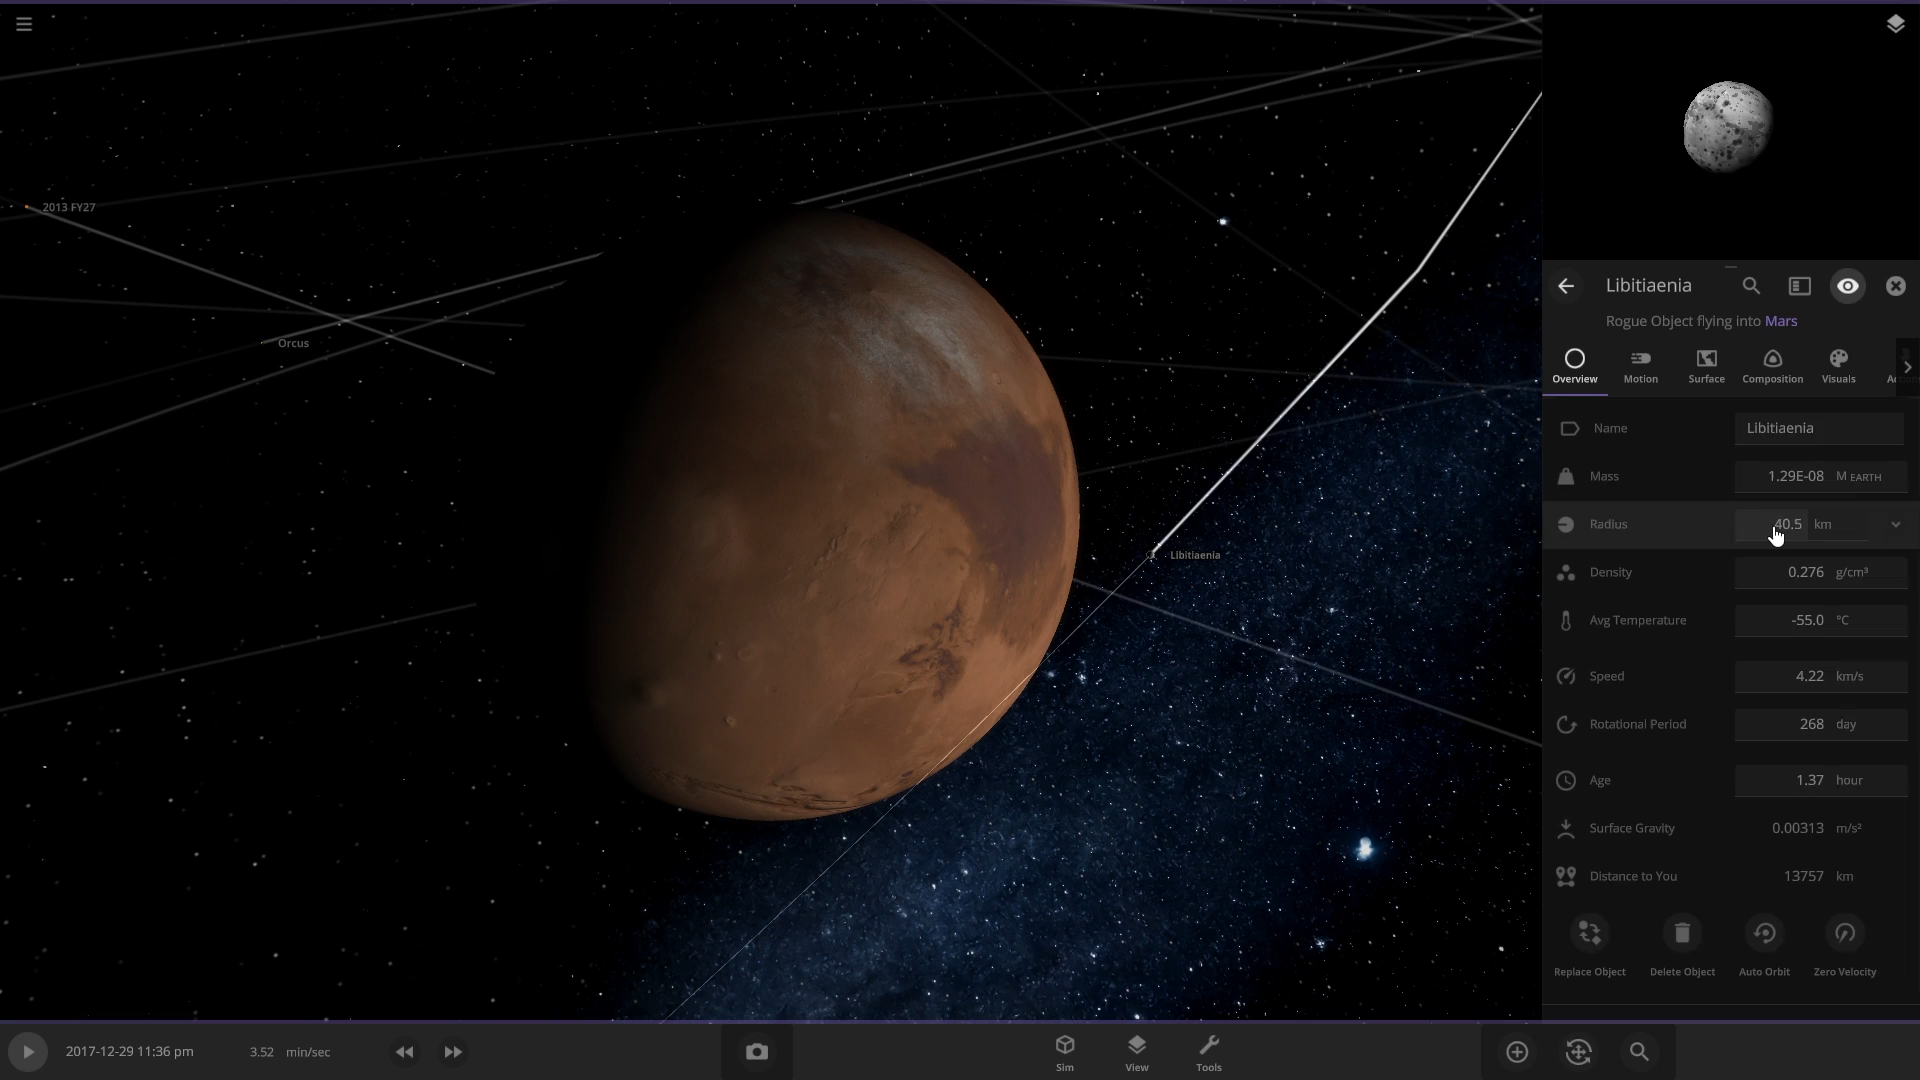 2013 FY27
Orcus
Libitiaenia
Libitiaenia
Rogue Object flying into Mars
Overview Motion Surface Composition Visuals
Name Libitiaenia
Mass 1.29E-08 M EARTH
Radius 40.5 km
Density 0.276 g/cm³
Avg Temperature -55.0 °C
Speed 4.22 km/s
Rotational Period 268 day
Age 1.37 hour
Surface Gravity 0.00313 m/s²
Distance to You 13757 km
Replace Object Delete Object Auto Orbit Zero Velocity
2017-12-29 11:36 pm 3.52 min/sec
Sim View Tools